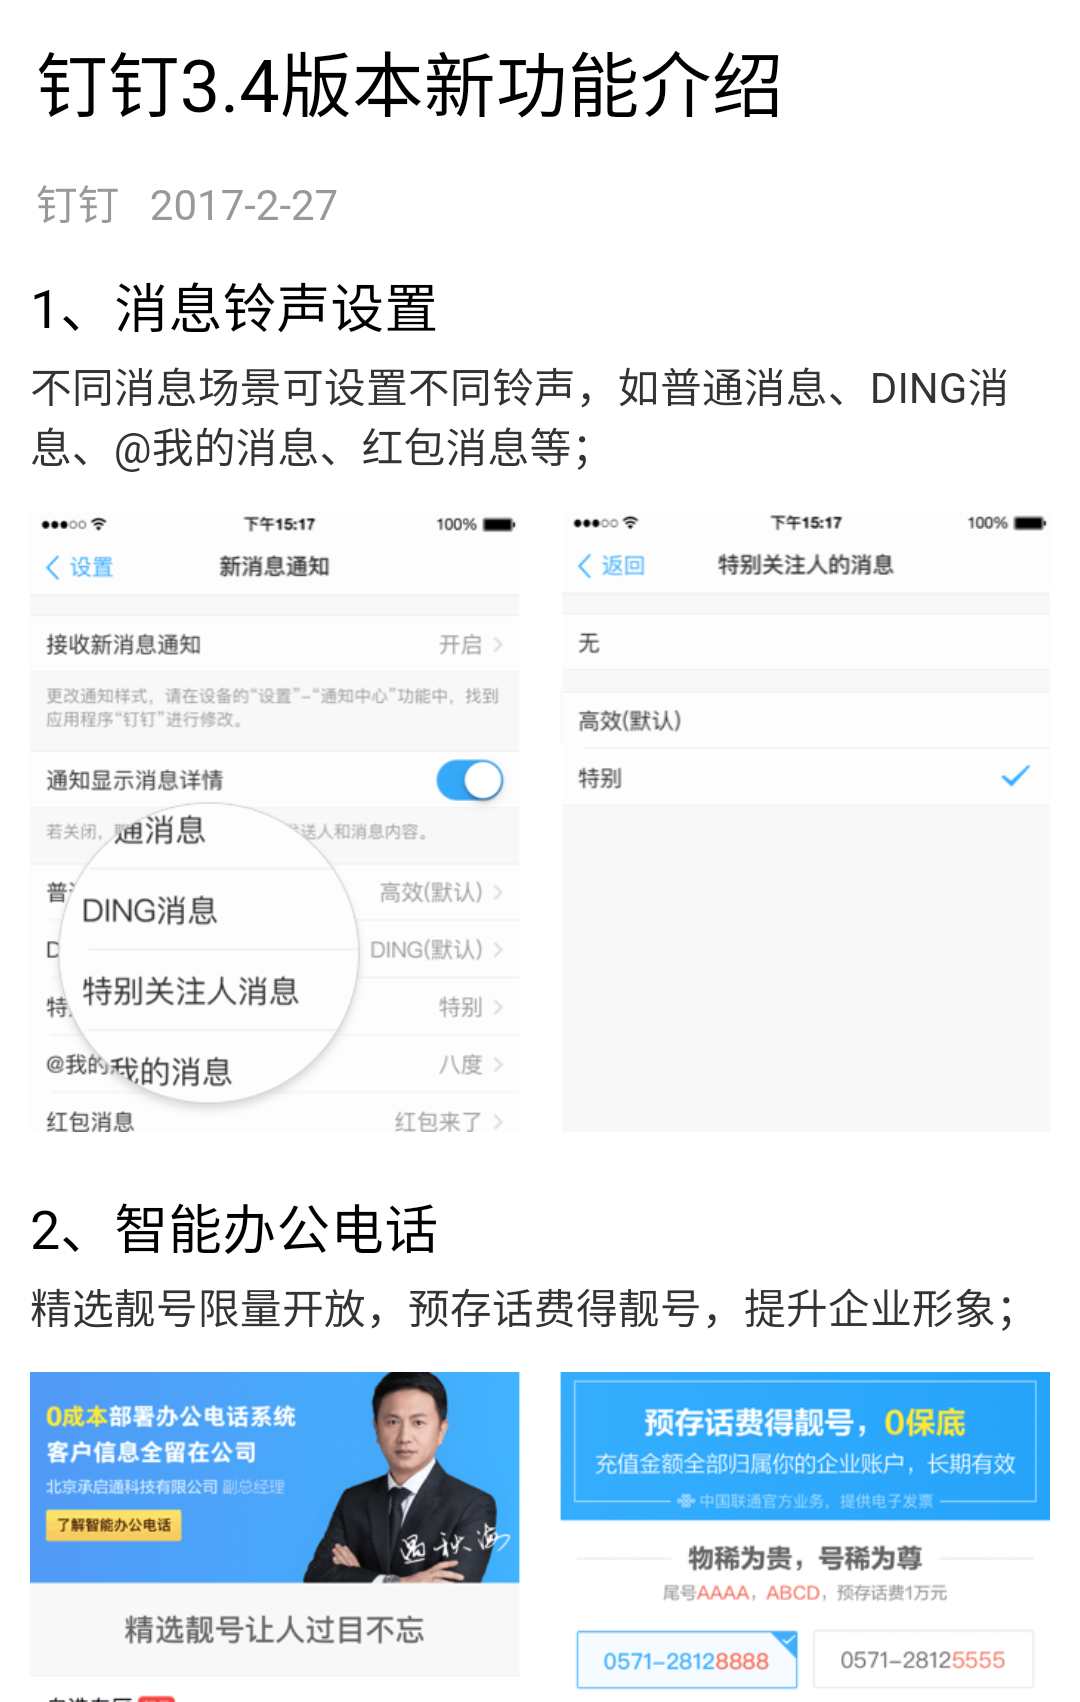 钉钉3.4版本新功能介绍
钉钉 2017-2-27
1、消息铃声设置
不同消息场景可设置不同铃声，如普通消息、DING消
息、@我的消息、红包消息等；
下午15:17 100%
设置 新消息通知
接收新消息通知 开启
更改通知样式，请在设备的“设置”-“通知中心”功能中，找到
应用程序“钉钉”进行修改。
通知显示消息详情
若关闭， 送人和消息内容。
通消息
普 高效(默认)
DING消息
D DING(默认)
特别关注人消息
特 特别
@我的 八度
我的消息
红包消息 红包来了
下午15:17 100%
返回 特别关注人的消息
无
高效(默认)
特别
2、智能办公电话
精选靓号限量开放，预存话费得靓号，提升企业形象；
0成本部署办公电话系统
客户信息全留在公司
北京承启通科技有限公司 副总经理
了解智能办公电话
精选靓号让人过目不忘
预存话费得靓号，0保底
充值金额全部归属你的企业账户，长期有效
中国联通官方业务，提供电子发票
物稀为贵，号稀为尊
尾号AAAA，ABCD，预存话费1万元
0571-28128888 0571-28125555